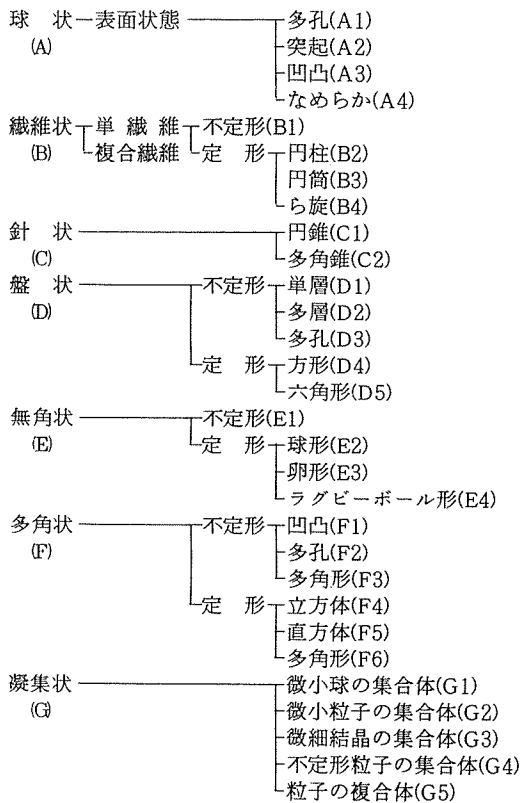 球 状 表面状態 多孔(A1)
(A) 突起(A2)
凹凸(A3)
なめらか(A4)
繊維状 単 繊 維 不定形(B1)
(B) 複合繊維 定 形 円柱(B2)
円筒(B3)
ら旋(B4)
針 状 円錐(C1)
(C) 多角錐(C2)
盤 状 不定形 単層(D1)
(D) 多層(D2)
多孔(D3)
定 形 方形(D4)
六角形(D5)
無角状 不定形(E1)
(E) 定 形 球形(E2)
卵形(E3)
ラグビーボール形(E4)
多角状 不定形 凹凸(F1)
(F) 多孔(F2)
多角形(F3)
定 形 立方体(F4)
直方体(F5)
多角形(F6)
凝集状 微小球の集合体(G1)
(G) 微小粒子の集合体(G2)
微細結晶の集合体(G3)
不定形粒子の集合体(G4)
粒子の複合体(G5)